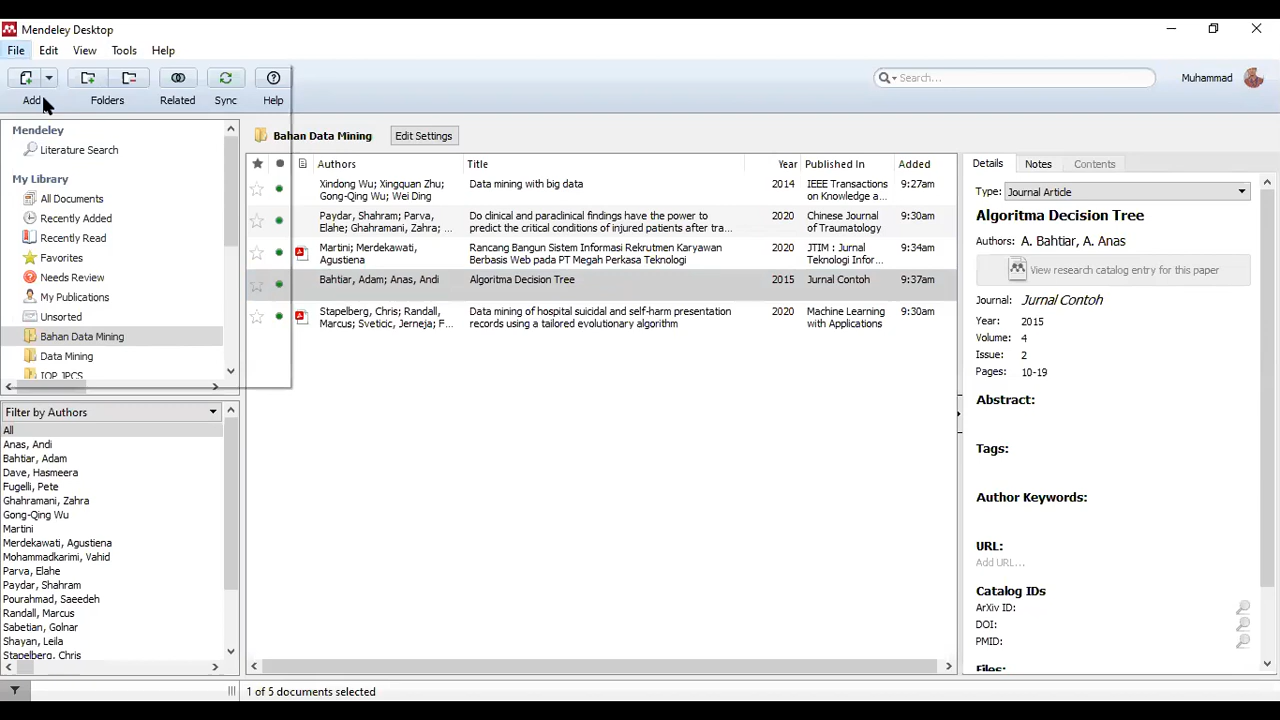 Mendeley Desktop
File Edit View Tools Help
Add Folders Related Sync Help
Search...
Muhammad
Mendeley
Literature Search
My Library
All Documents
Recently Added
Recently Read
Favorites
Needs Review
My Publications
Unsorted
Bahan Data Mining
Data Mining
IOP JPCS
Filter by Authors
All
Anas, Andi
Bahtiar, Adam
Dave, Hasmeera
Fugelli, Pete
Ghahramani, Zahra
Gong-Qing Wu
Martini
Merdekawati, Agustiena
Mohammadkarimi, Vahid
Parva, Elahe
Paydar, Shahram
Pourahmad, Saeedeh
Randall, Marcus
Sabetian, Golnar
Shayan, Leila
Stapelberg, Chris
Bahan Data Mining Edit Settings
Authors Title Year Published In Added
Xindong Wu; Xingquan Zhu; Data mining with big data 2014 IEEE Transactions 9:27am
Gong-Qing Wu; Wei Ding on Knowledge a...
Paydar, Shahram; Parva, Do clinical and paraclinical findings have the power to 2020 Chinese Journal 9:30am
Elahe; Ghahramani, Zahra; ... predict the critical conditions of injured patients after tra... of Traumatology
Martini; Merdekawati, Rancang Bangun Sistem Informasi Rekrutmen Karyawan 2020 JTIM : Jurnal 9:34am
Agustiena Berbasis Web pada PT Megah Perkasa Teknologi Teknologi Infor...
Bahtiar, Adam; Anas, Andi Algoritma Decision Tree 2015 Jurnal Contoh 9:37am
Stapelberg, Chris; Randall, Data mining of hospital suicidal and self-harm presentation 2020 Machine Learning 9:30am
Marcus; Sveticic, Jerneja; F... records using a tailored evolutionary algorithm with Applications
Details Notes Contents
Type: Journal Article
Algoritma Decision Tree
Authors: A. Bahtiar, A. Anas
View research catalog entry for this paper
Journal: Jurnal Contoh
Year: 2015
Volume: 4
Issue: 2
Pages: 10-19
Abstract:
Tags:
Author Keywords:
URL:
Add URL...
Catalog IDs
ArXiv ID:
DOI:
PMID:
Files:
1 of 5 documents selected